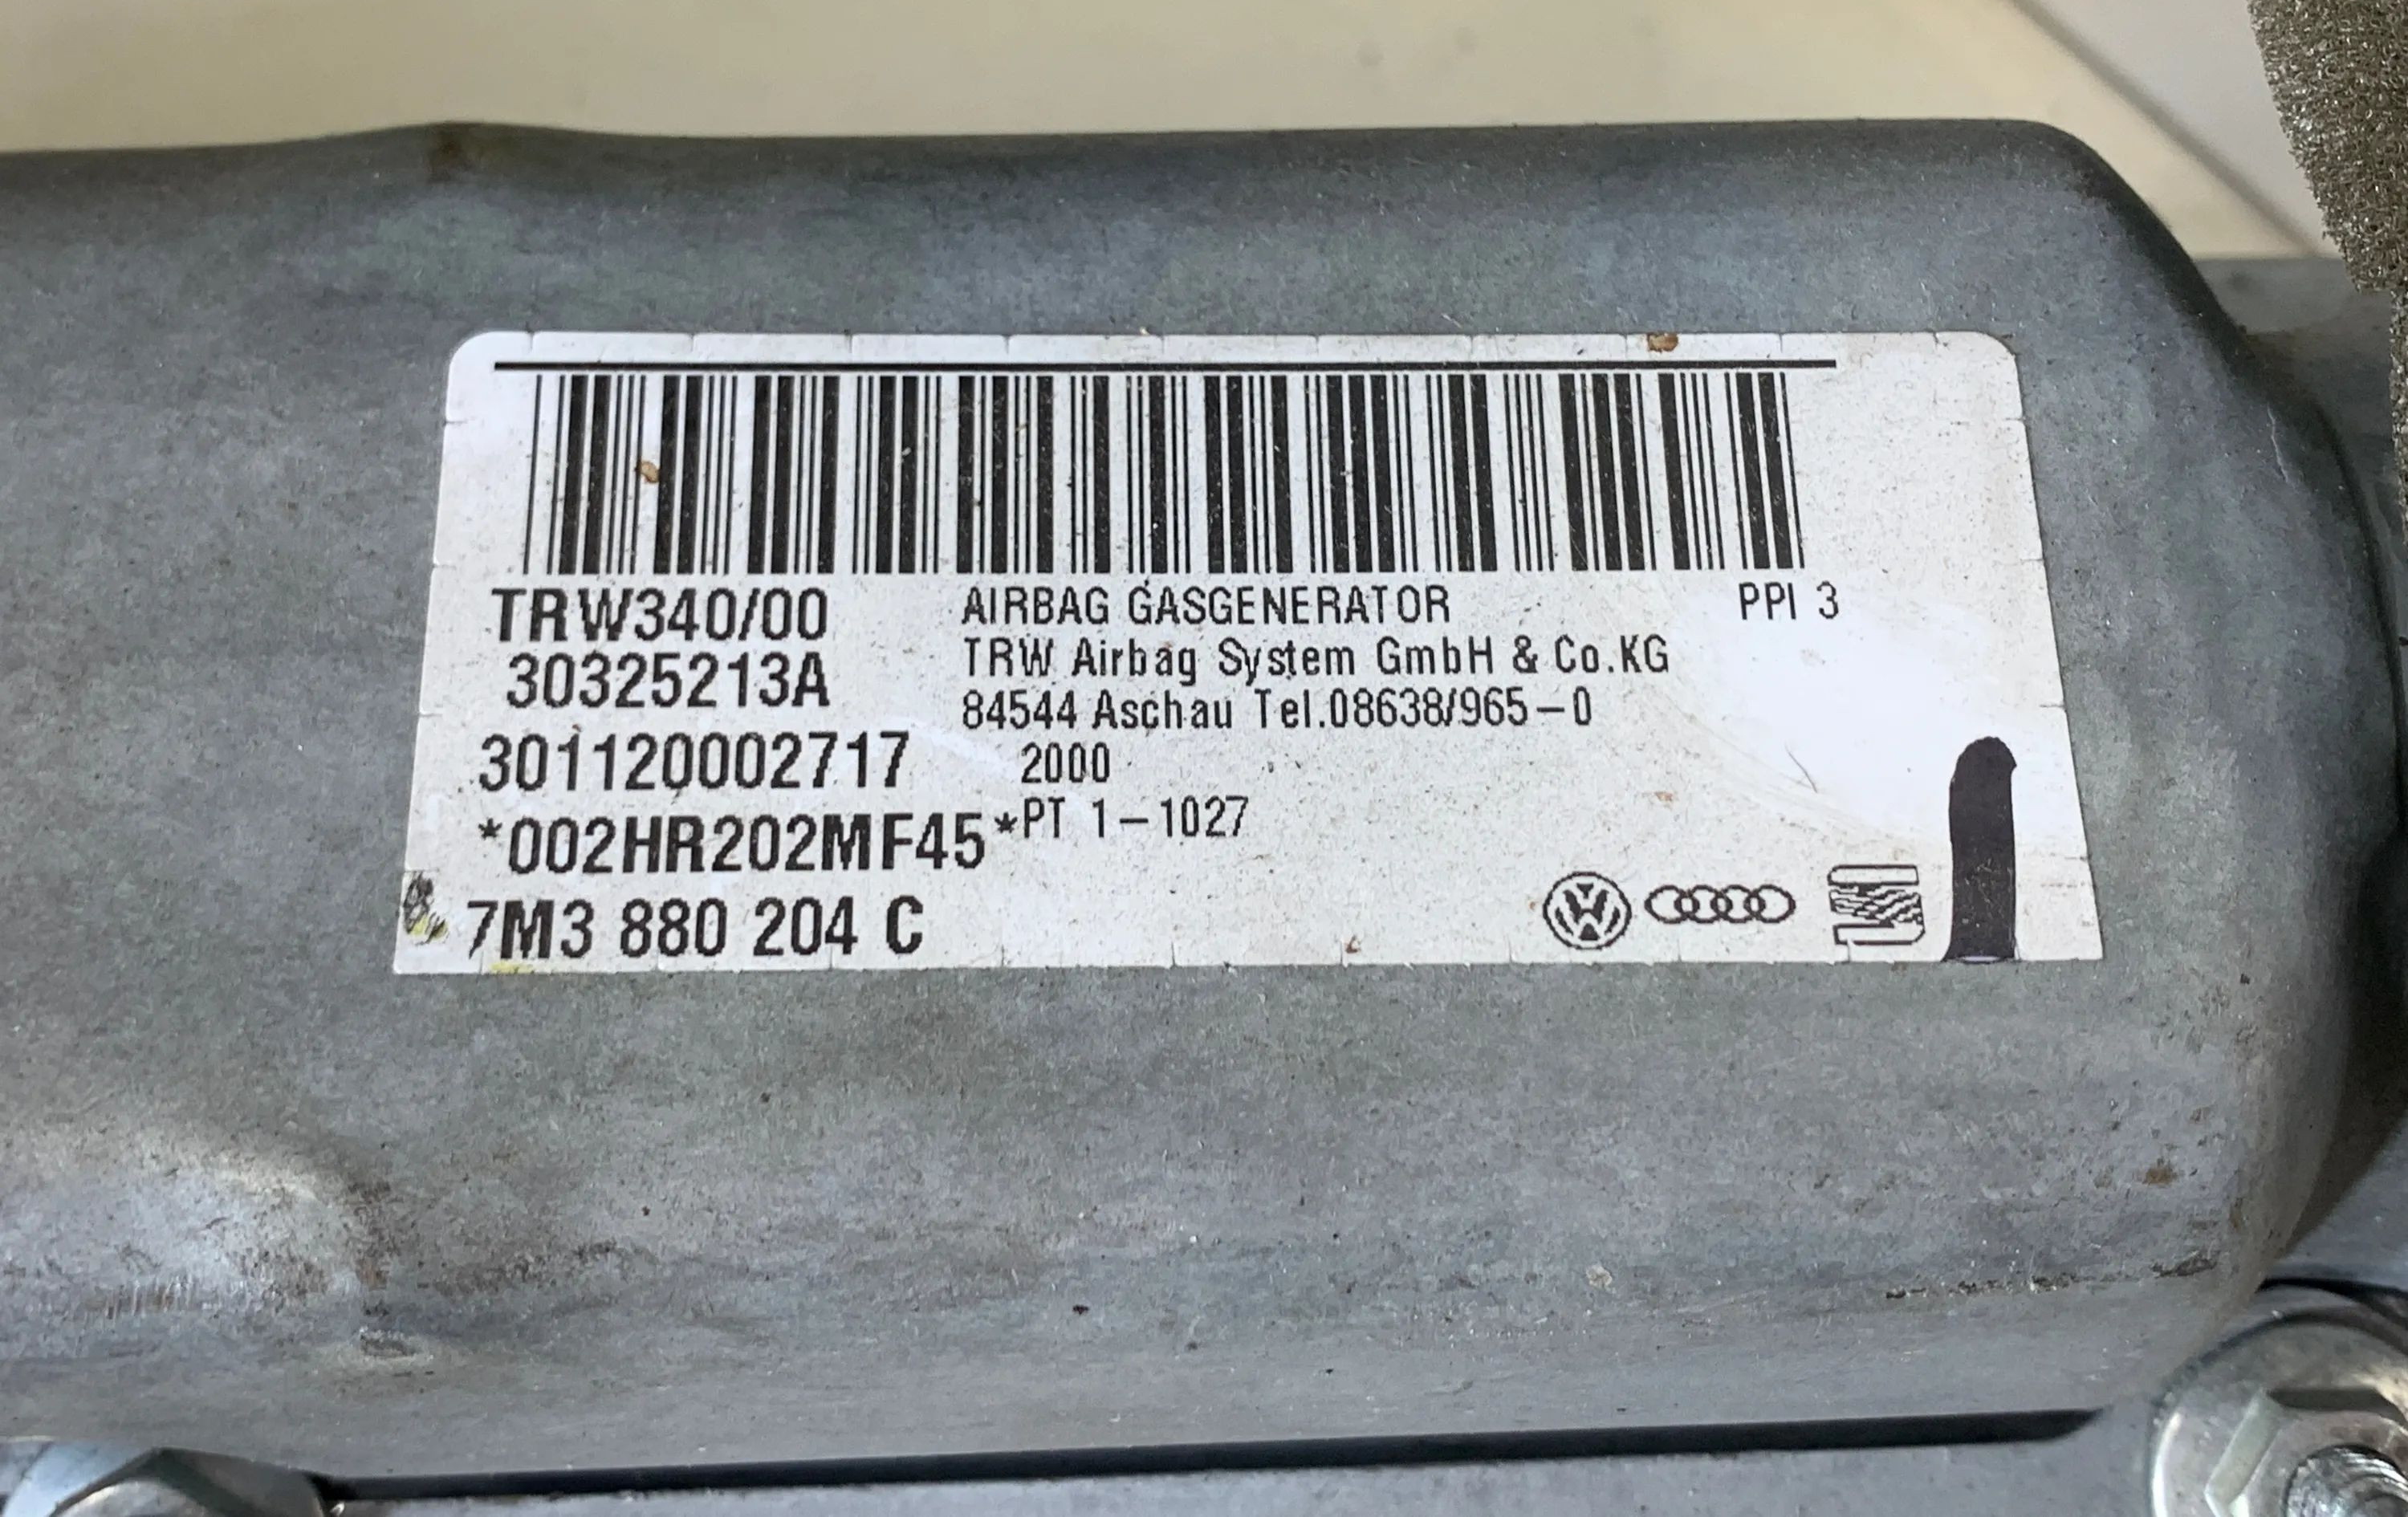 TRW340/00 AIRBAG GASGENERATOR PPI 3
30325213A TRW Airbag System GmbH & Co.KG
84544 Aschau Tel.08638/965-0
301120002717 2000
*002HR202MF45* PT 1-1027
7M3 880 204 C